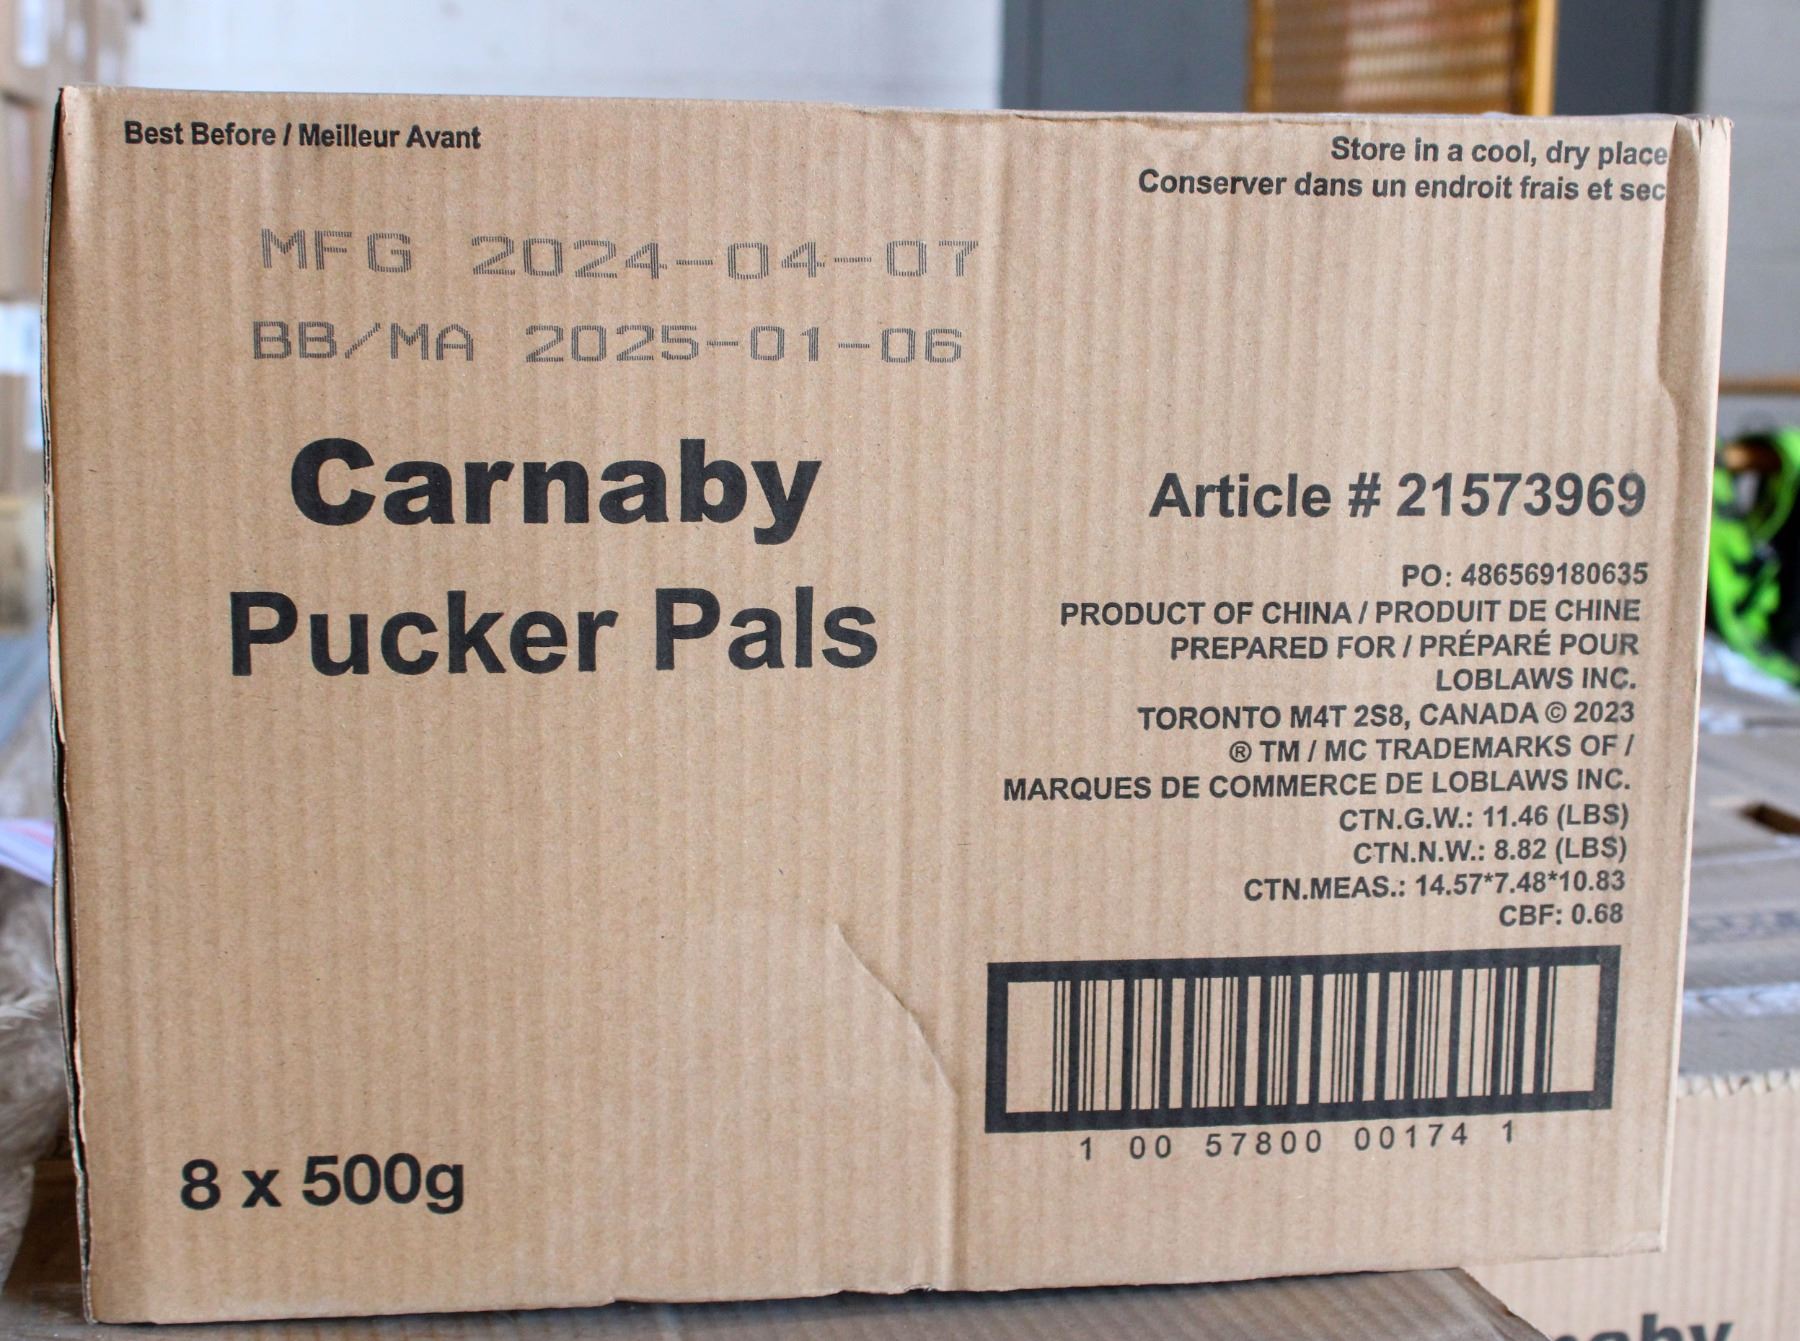 Best Before / Meilleur Avant
Store in a cool, dry place
Conserver dans un endroit frais et sec
MFG 2024-04-07
BB/MA 2025-01-06
Carnaby
Pucker Pals
Article # 21573969
PO: 486569180635
PRODUCT OF CHINA / PRODUIT DE CHINE
PREPARED FOR / PRÉPARÉ POUR
LOBLAWS INC.
TORONTO M4T 2S8, CANADA © 2023
® TM / MC TRADEMARKS OF /
MARQUES DE COMMERCE DE LOBLAWS INC.
CTN.G.W.: 11.46 (LBS)
CTN.N.W.: 8.82 (LBS)
CTN.MEAS.: 14.57*7.48*10.83
CBF: 0.68
1 00 57800 00174 1
8 x 500g